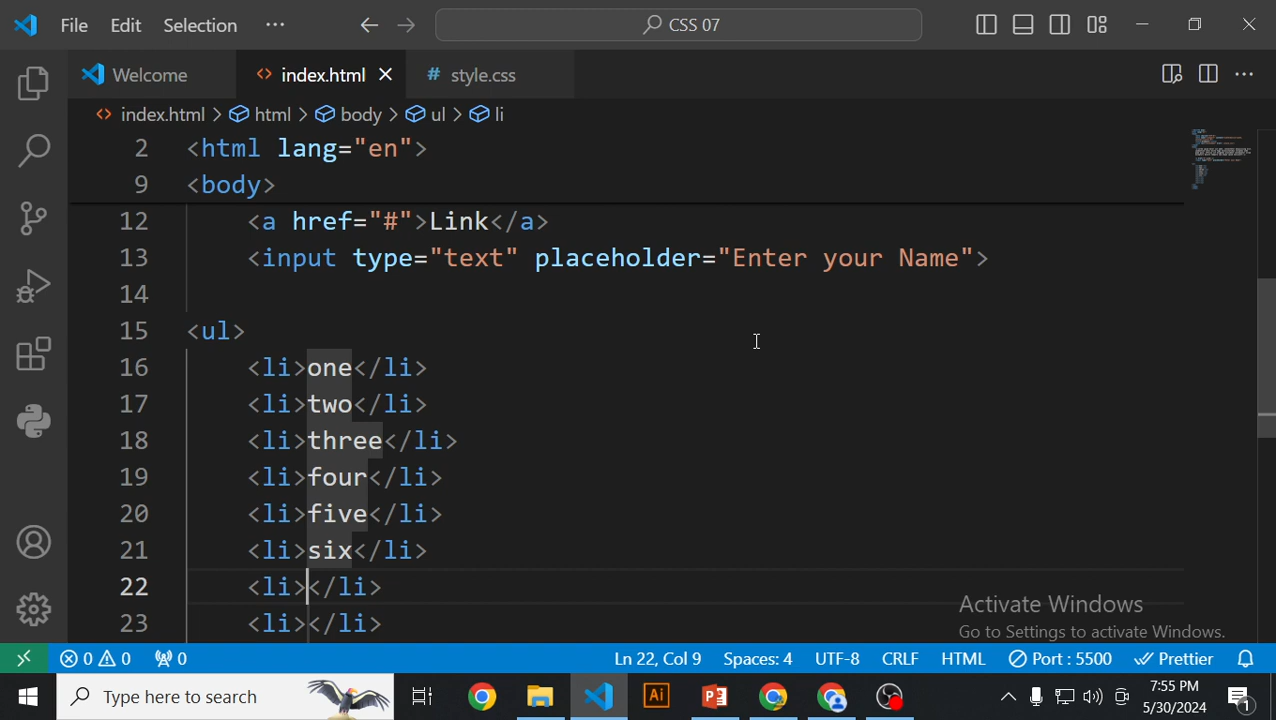 File Edit Selection ··· CSS 07
Welcome index.html # style.css ···
index.html > html > body > ul > li
2 <html lang="en">
9 <body>
12 <a href="#">Link</a>
13 <input type="text" placeholder="Enter your Name">
14
15 <ul>
16 <li>one</li>
17 <li>two</li>
18 <li>three</li>
19 <li>four</li>
20 <li>five</li>
21 <li>six</li>
22 <li></li>
23 <li></li>
Activate Windows
Go to Settings to activate Windows.
0 0 0 Ln 22, Col 9 Spaces: 4 UTF-8 CRLF HTML Port : 5500 Prettier
Type here to search Ai 7:55 PM
5/30/2024 1